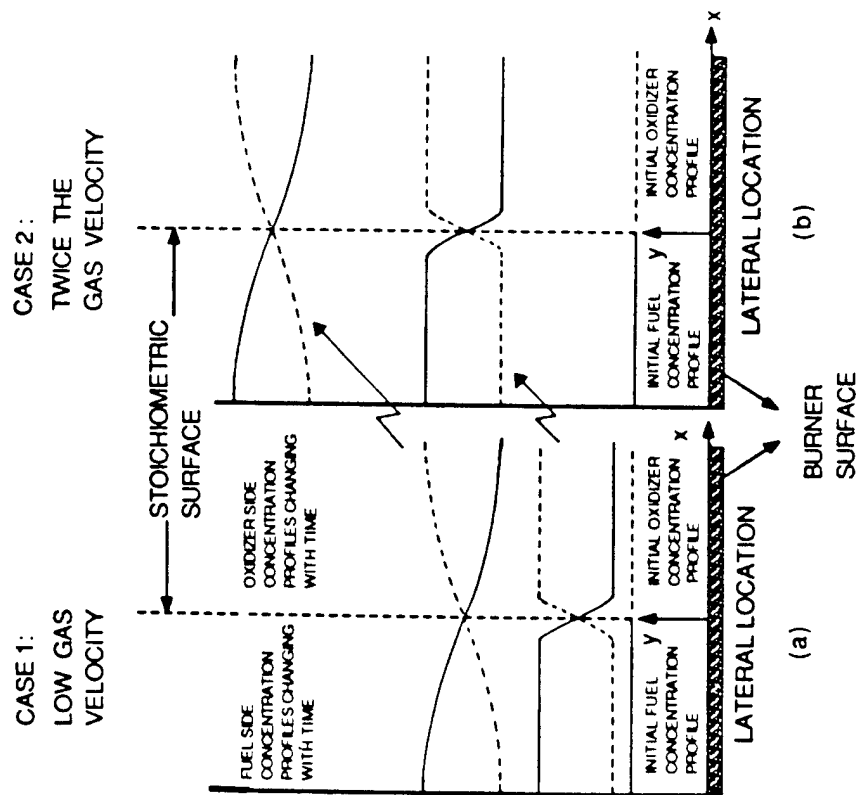 CASE 1:
LOW GAS
VELOCITY
CASE 2 :
TWICE THE
GAS VELOCITY
STOICHIOMETRIC
SURFACE
FUEL SIDE
CONCENTRATION
PROFILES CHANGING
WITH TIME
OXIDIZER SIDE
CONCENTRATION
PROFILES CHANGING
WITH TIME
y
INITIAL FUEL
CONCENTRATION
PROFILE
INITIAL OXIDIZER
CONCENTRATION
PROFILE
x
LATERAL LOCATION
(a)
y
INITIAL FUEL
CONCENTRATION
PROFILE
INITIAL OXIDIZER
CONCENTRATION
PROFILE
x
LATERAL LOCATION
(b)
BURNER
SURFACE